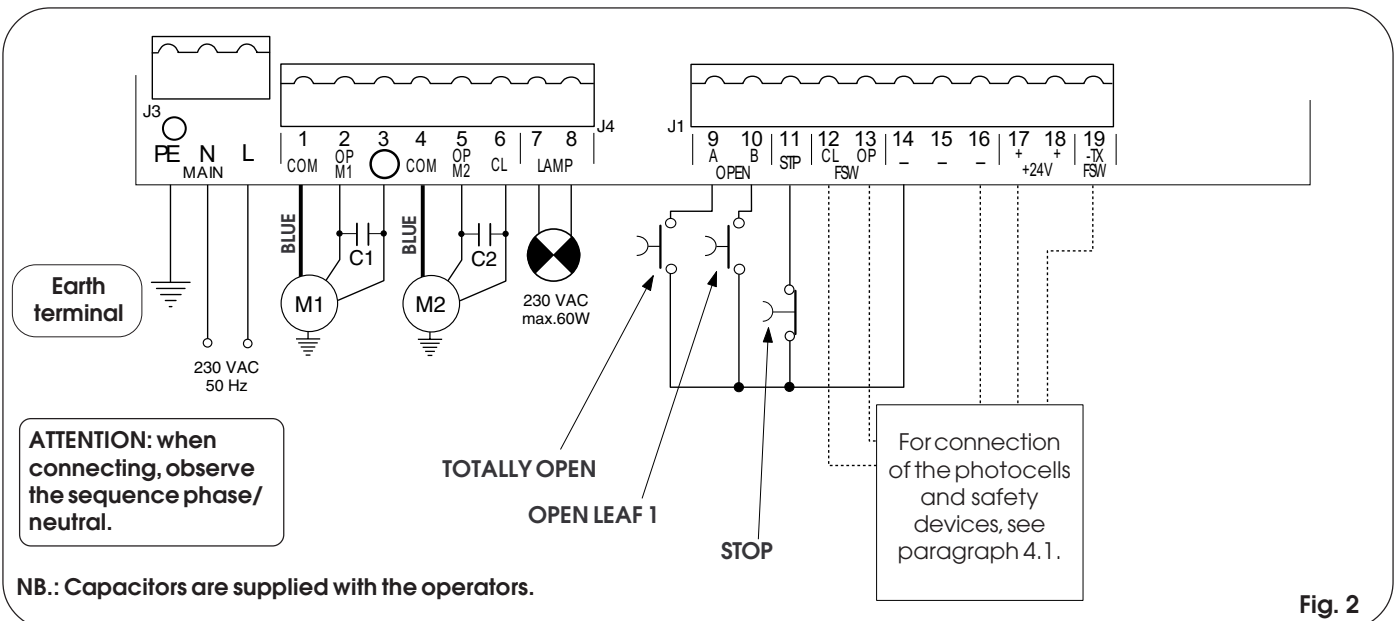 J3
PE N L
MAIN
1 2 3 4 5 6 7 8 J4
COM OP M1 COM OP M2 CL LAMP
J1
9 10 11 12 13 14 15 16 17 18 19
A B STP CL OP – – – + + -TX
OPEN FSW +24V FSW
BLUE
BLUE
C1
C2
M1
M2
Earth
terminal
230 VAC
50 Hz
230 VAC
max.60W
ATTENTION: when
connecting, observe
the sequence phase/
neutral.
TOTALLY OPEN
OPEN LEAF 1
STOP
For connection
of the photocells
and safety
devices, see
paragraph 4.1.
NB.: Capacitors are supplied with the operators.
Fig. 2